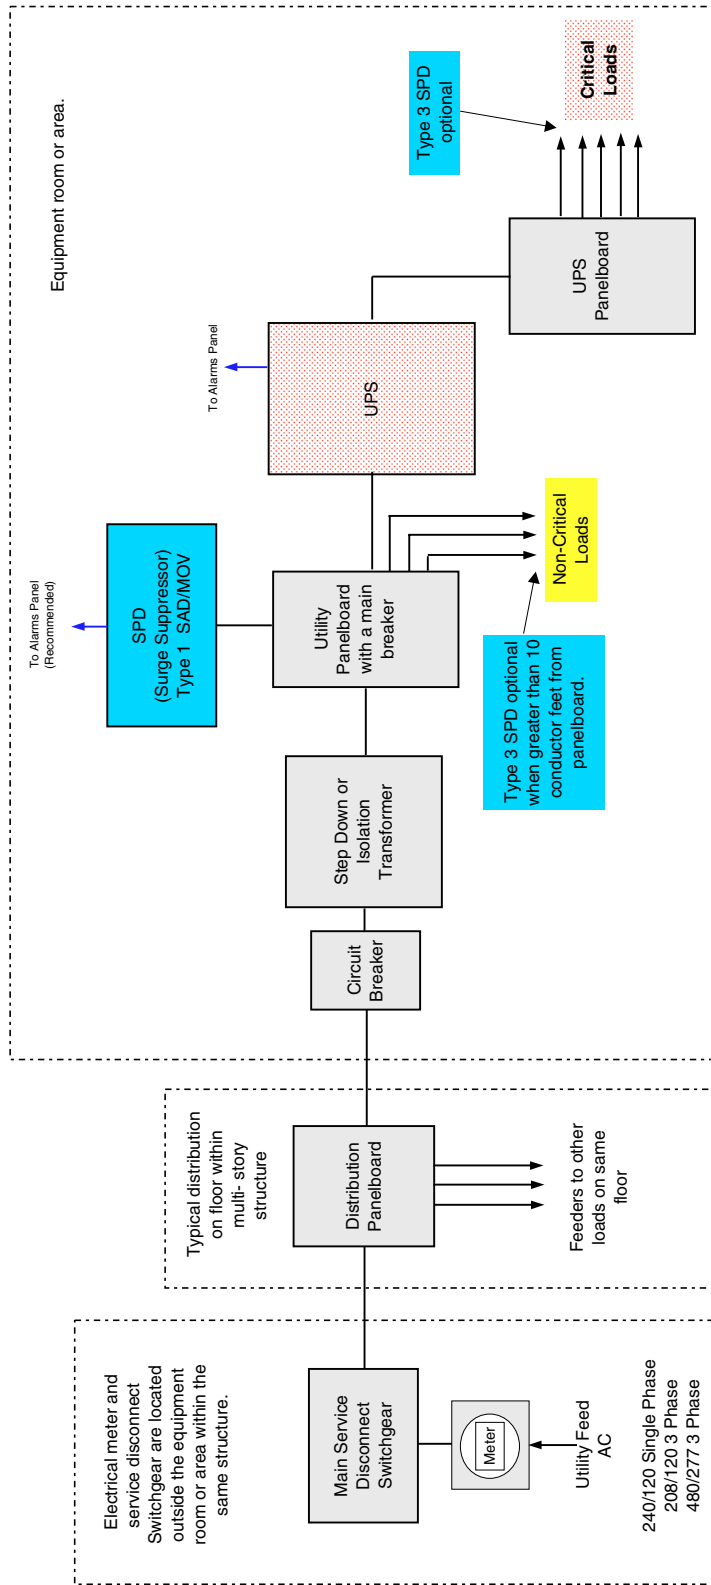 Electrical meter and
service disconnect
Switchgear are located
outside the equipment
room or area within the
same structure.
Main Service
Disconnect
Switchgear
Meter
Utility Feed
AC
240/120 Single Phase
208/120 3 Phase
480/277 3 Phase
Typical distribution
on floor within
multi- story
structure
Distribution
Panelboard
Feeders to other
loads on same
floor
Equipment room or area.
Circuit
Breaker
Step Down or
Isolation
Transformer
To Alarms Panel
(Recommended)
SPD
(Surge Suppressor)
Type 1 SAD/MOV
Utility
Panelboard
with a main
breaker
Type 3 SPD optional
when greater than 10
conductor feet from
panelboard.
Non-Critical
Loads
To Alarms Panel
UPS
UPS
Panelboard
Type 3 SPD
optional
Critical
Loads